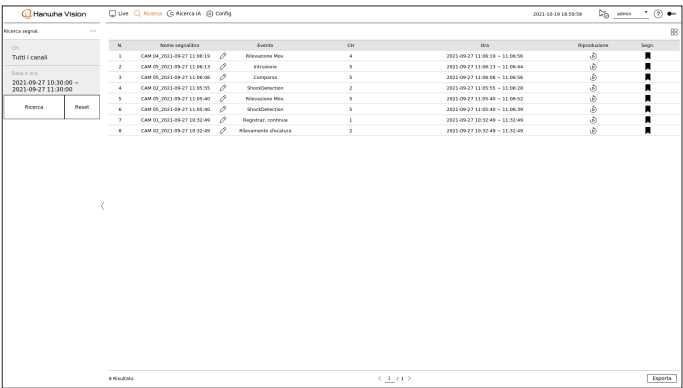 Hanwha Vision
Live Ricerca Ricerca IA Config
2021-10-19 16:59:58 admin
Ricerca segnal. ...
CH
Tutti i canali
Data e ora
2021-09-27 10:30:00 ~
2021-09-27 11:30:00
Ricerca Reset
N. Nome segnalibro Evento CH Ora Riproduzione Segn.
1 CAM 04_2021-09-27 11:06:19 Rilevazione Mov. 4 2021-09-27 11:06:19 ~ 11:06:56
2 CAM 05_2021-09-27 11:06:13 Intrusione 5 2021-09-27 11:06:13 ~ 11:06:44
3 CAM 05_2021-09-27 11:06:06 Comparsa 5 2021-09-27 11:06:06 ~ 11:06:56
4 CAM 02_2021-09-27 11:05:55 ShockDetection 2 2021-09-27 11:05:55 ~ 11:06:28
5 CAM 05_2021-09-27 11:05:40 Rilevazione Mov. 5 2021-09-27 11:05:40 ~ 11:06:52
6 CAM 05_2021-09-27 11:05:40 ShockDetection 5 2021-09-27 11:05:40 ~ 11:06:39
7 CAM 01_2021-09-27 10:32:49 Registraz. continua 1 2021-09-27 10:32:49 ~ 11:32:49
8 CAM 02_2021-09-27 10:32:49 Rilevamento sfocatura 2 2021-09-27 10:32:49 ~ 11:32:49
8 Risultato
1 / 1
Esporta